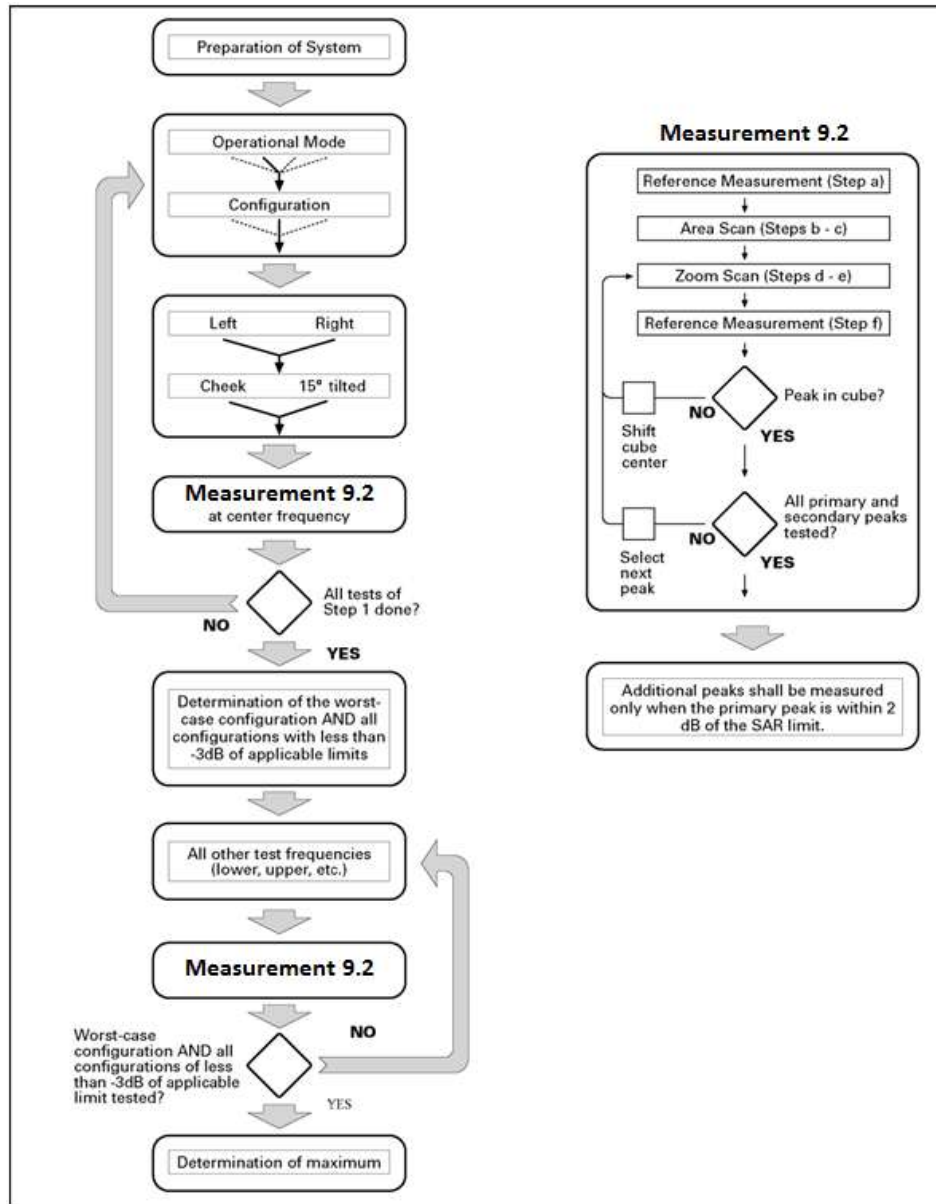 Preparation of System
Operational Mode
Configuration
Left Right
Cheek 15° tilted
Measurement 9.2
at center frequency
All tests of
Step 1 done?
NO
YES
Determination of the worst-
case configuration AND all
configurations with less than
-3dB of applicable limits
All other test frequencies
(lower, upper, etc.)
Measurement 9.2
NO
Worst-case
configuration AND all
configurations of less
than -3dB of applicable
limit tested?
YES
Determination of maximum
Measurement 9.2
Reference Measurement (Step a)
Area Scan (Steps b - c)
Zoom Scan (Steps d - e)
Reference Measurement (Step f)
Peak in cube?
NO
YES
Shift
cube
center
All primary and
secondary peaks
tested?
NO
YES
Select
next
peak
Additional peaks shall be measured
only when the primary peak is within 2
dB of the SAR limit.